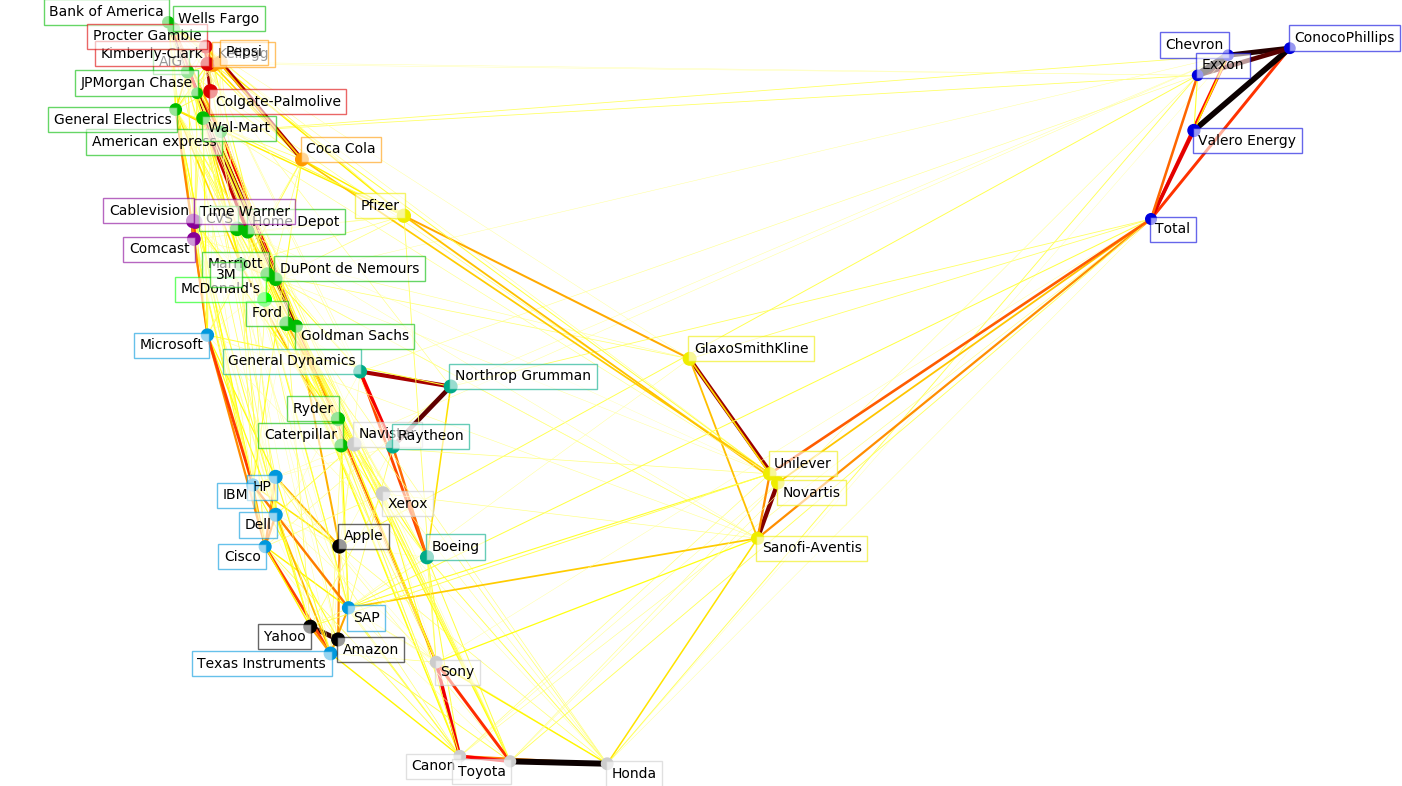 Bank of America
Wells Fargo
Procter Gamble
Pepsi
Kimberly-Clark
Kellogg
AIG
JPMorgan Chase
Colgate-Palmolive
General Electrics
Wal-Mart
American express
Coca Cola
Chevron
ConocoPhillips
Exxon
Valero Energy
Pfizer
Cablevision
Time Warner
CVS
Home Depot
Total
Comcast
Marriott
3M
DuPont de Nemours
McDonald's
Ford
Goldman Sachs
Microsoft
GlaxoSmithKline
General Dynamics
Northrop Grumman
Ryder
Caterpillar
Navis
Raytheon
Unilever
HP
IBM
Novartis
Xerox
Dell
Apple
Cisco
Boeing
Sanofi-Aventis
SAP
Yahoo
Amazon
Texas Instruments
Sony
Canon
Toyota
Honda